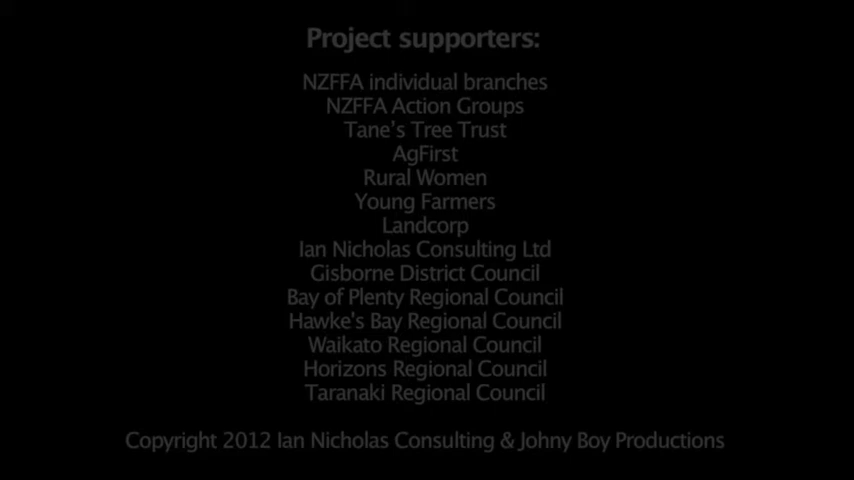 Project supporters:
NZFFA individual branches
NZFFA Action Groups
Tane's Tree Trust
AgFirst
Rural Women
Young Farmers
Landcorp
Ian Nicholas Consulting Ltd
Gisborne District Council
Bay of Plenty Regional Council
Hawke's Bay Regional Council
Waikato Regional Council
Horizons Regional Council
Taranaki Regional Council
Copyright 2012 Ian Nicholas Consulting & Johny Boy Productions